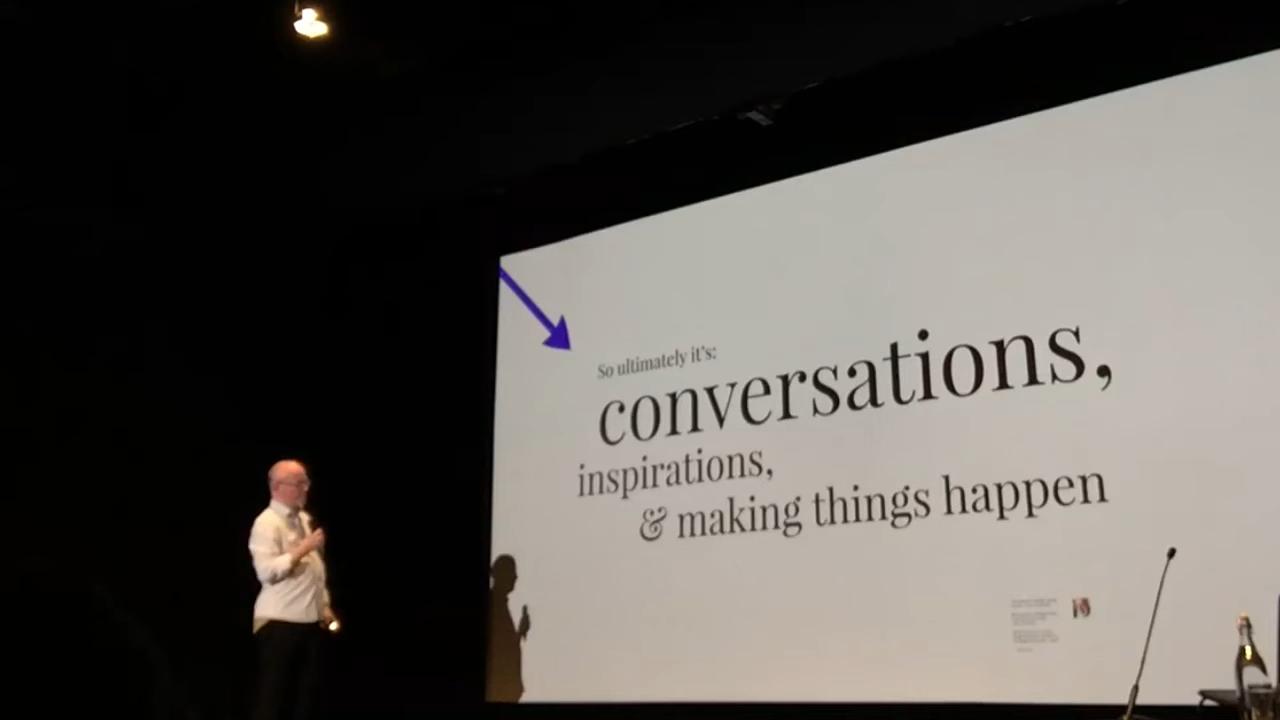 So ultimately it's:
conversations,
inspirations,
& making things happen